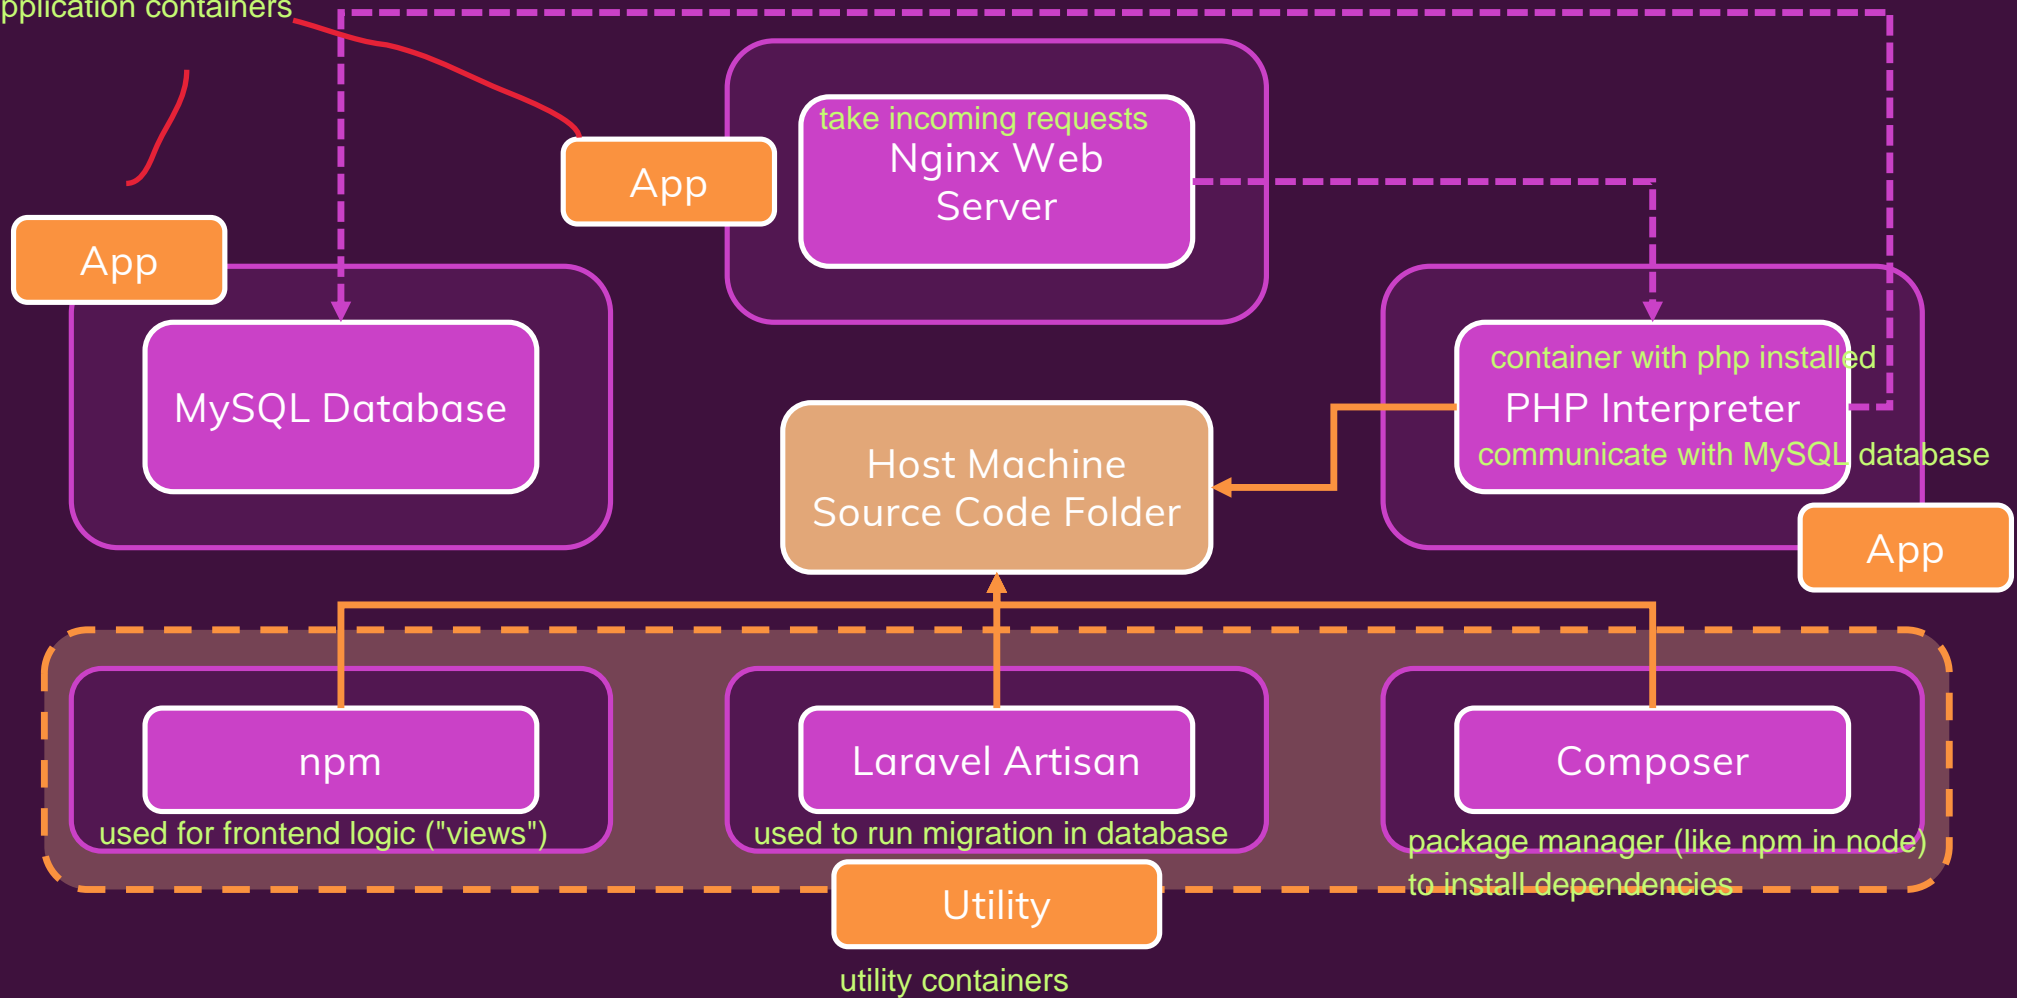 pplication containers
take incoming requests
Nginx Web
Server
App
App
MySQL Database
container with php installed
PHP Interpreter
communicate with MySQL database
Host Machine
Source Code Folder
App
npm
used for frontend logic ("views")
Laravel Artisan
used to run migration in database
Composer
package manager (like npm in node)
to install dependencies
Utility
utility containers